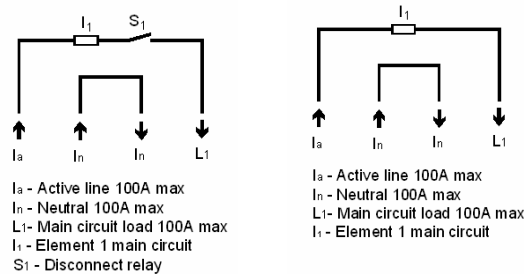 I1 S1
Ia In In L1
Ia - Active line 100A max
In - Neutral 100A max
L1- Main circuit load 100A max
I1 - Element 1 main circuit
S1 - Disconnect relay
I1
Ia In In L1
Ia - Active line 100A max
In - Neutral 100A max
L1- Main circuit load 100A max
I1 - Element 1 main circuit